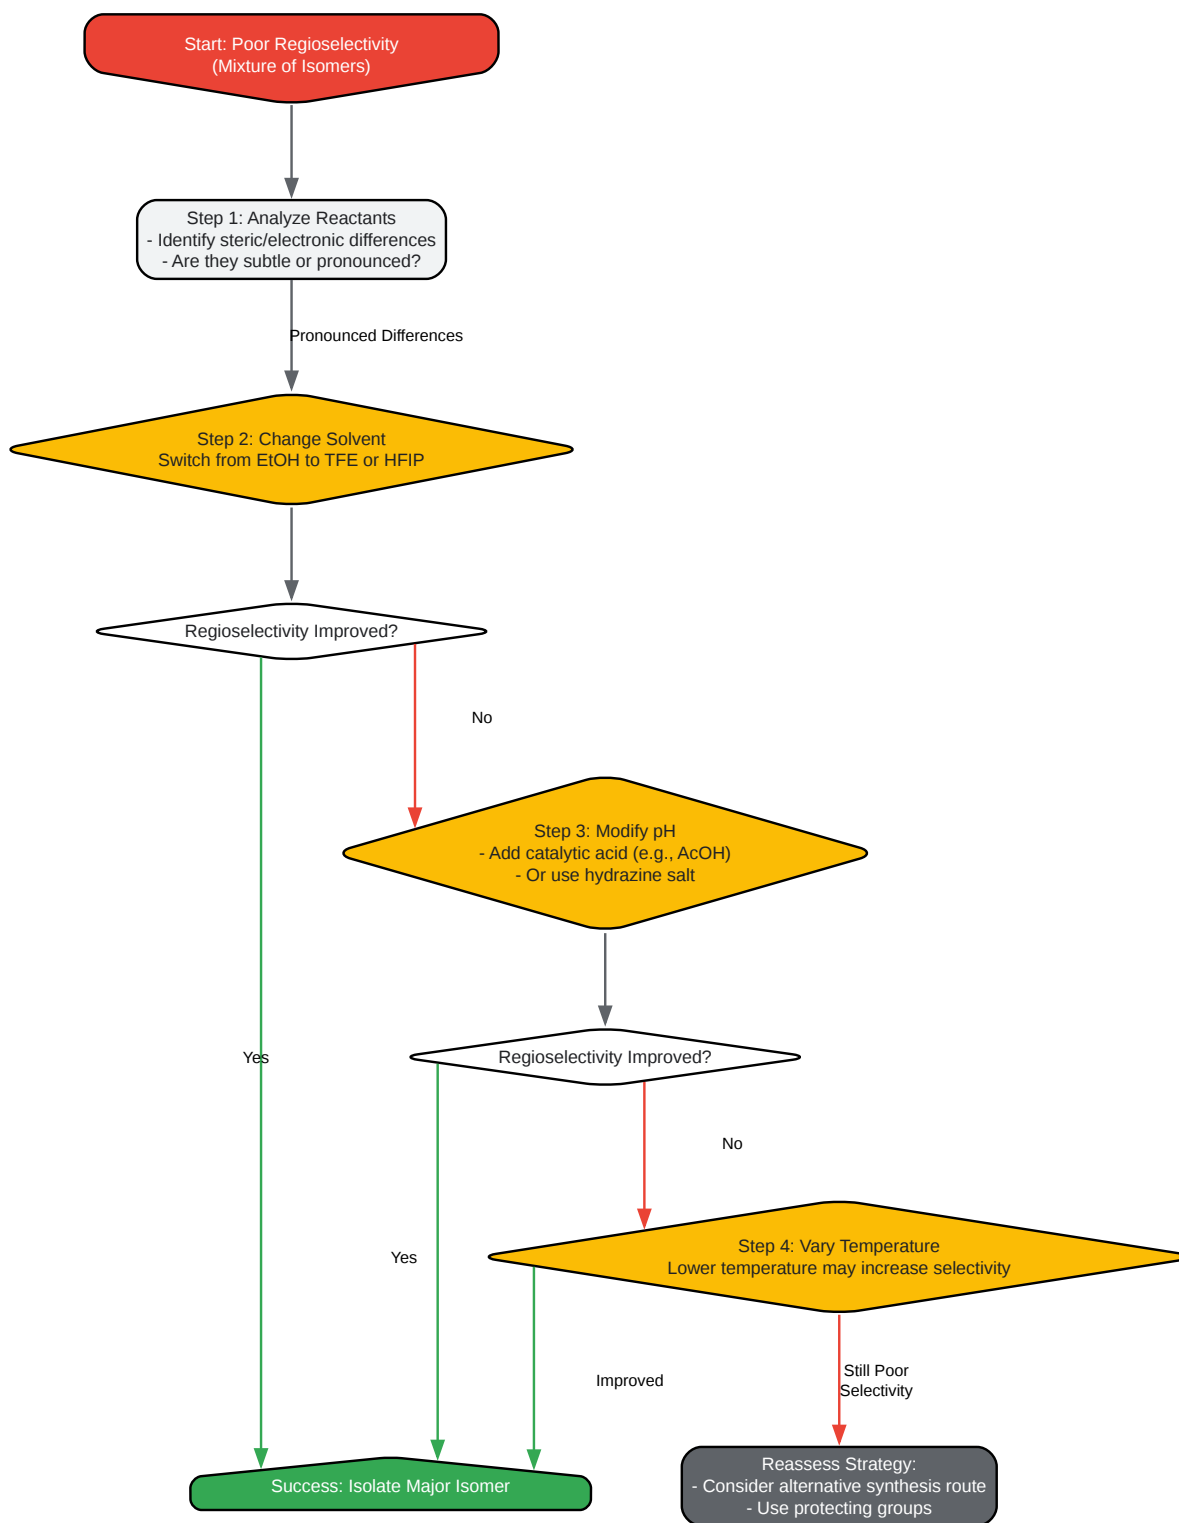 Start: Poor Regioselectivity
(Mixture of Isomers)
Step 1: Analyze Reactants
- Identify steric/electronic differences
- Are they subtle or pronounced?
Pronounced Differences
Step 2: Change Solvent
Switch from EtOH to TFE or HFIP
Regioselectivity Improved?
No
Step 3: Modify pH
- Add catalytic acid (e.g., AcOH)
- Or use hydrazine salt
Yes
Regioselectivity Improved?
No
Yes
Step 4: Vary Temperature
Lower temperature may increase selectivity
Improved
Still Poor
Selectivity
Success: Isolate Major Isomer
Reassess Strategy:
- Consider alternative synthesis route
- Use protecting groups